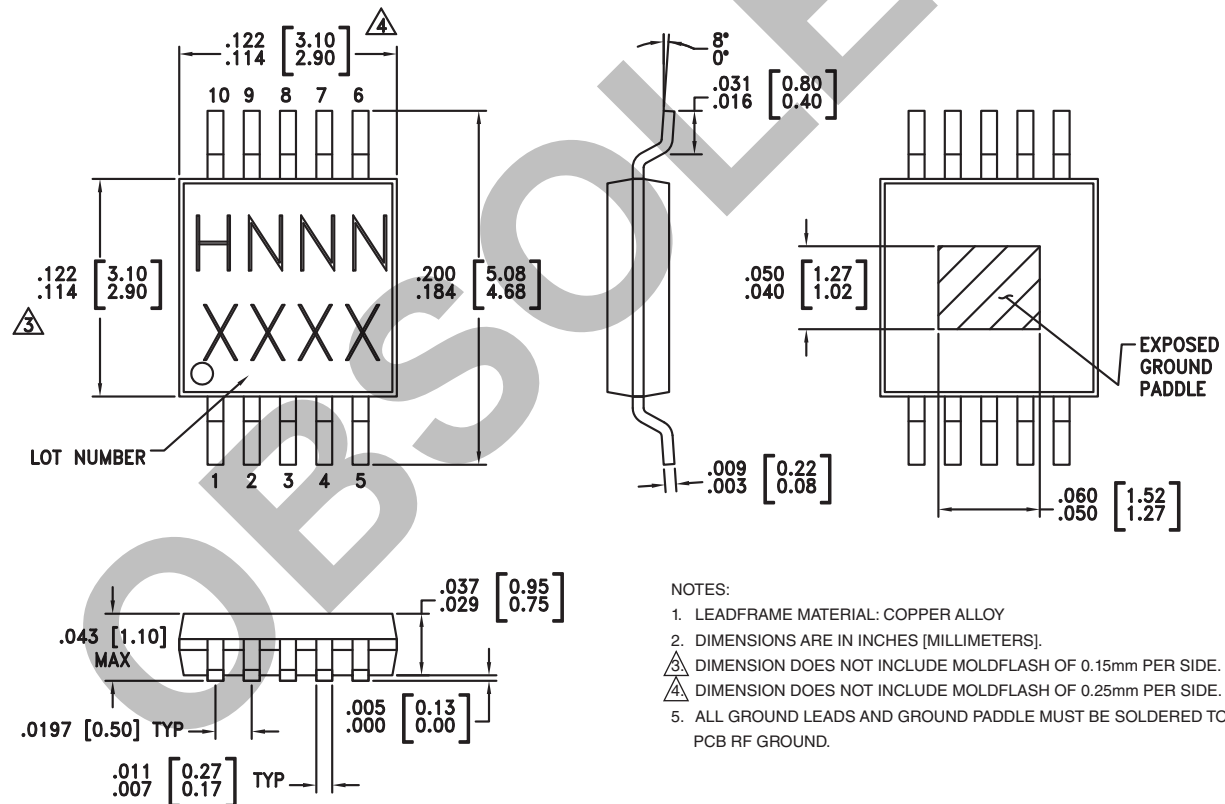 .122 [3.10]
.114 [2.90]
4
10 9 8 7 6
HNNN
XXXX
.122 [3.10]
.114 [2.90]
3
.200 [5.08]
.184 [4.68]
LOT NUMBER
1 2 3 4 5
8°
0°
.031 [0.80]
.016 [0.40]
.009 [0.22]
.003 [0.08]
.050 [1.27]
.040 [1.02]
EXPOSED
GROUND
PADDLE
.060 [1.52]
.050 [1.27]
.043 [1.10]
MAX
.037 [0.95]
.029 [0.75]
.0197 [0.50] TYP
.005 [0.13]
.000 [0.00]
.011 [0.27]
.007 [0.17] TYP
NOTES:
1. LEADFRAME MATERIAL: COPPER ALLOY
2. DIMENSIONS ARE IN INCHES [MILLIMETERS].
3. DIMENSION DOES NOT INCLUDE MOLDFLASH OF 0.15mm PER SIDE.
4. DIMENSION DOES NOT INCLUDE MOLDFLASH OF 0.25mm PER SIDE.
5. ALL GROUND LEADS AND GROUND PADDLE MUST BE SOLDERED TO
PCB RF GROUND.